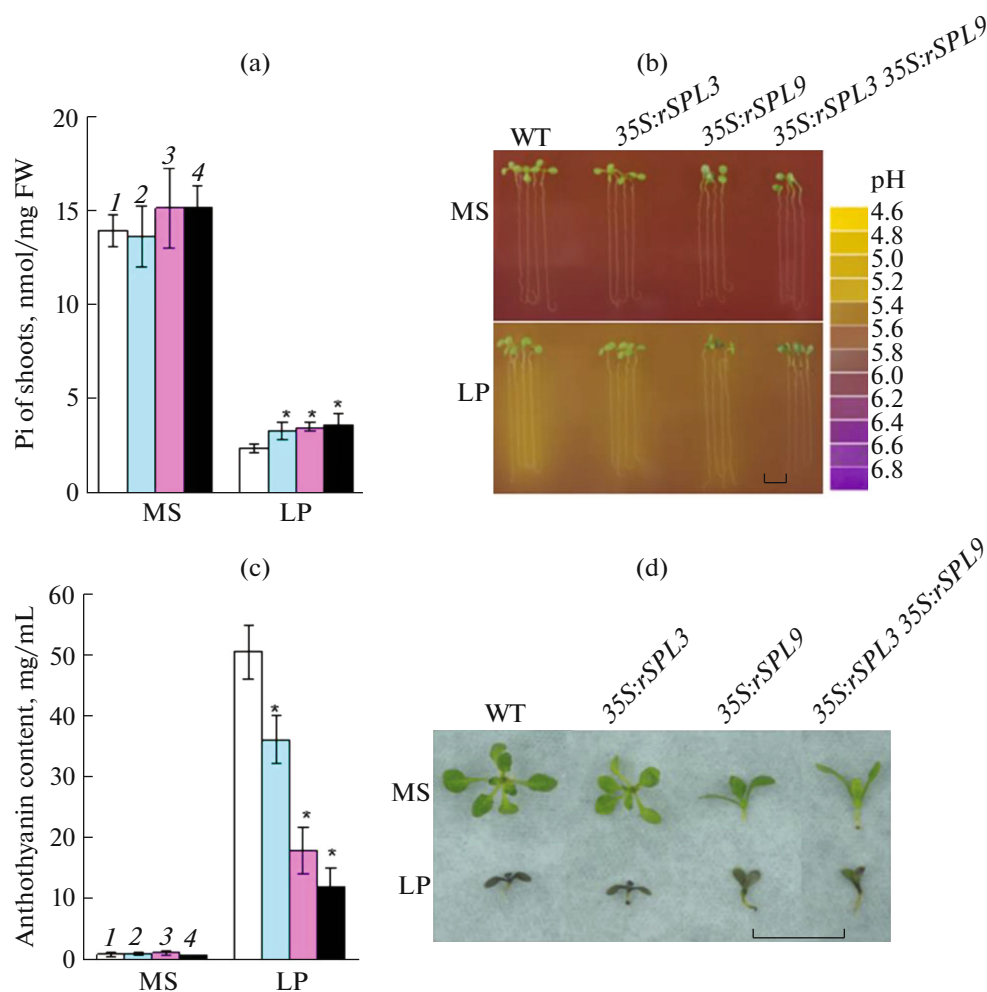 (a)
Pi of shoots, nmol/mg FW
20
15
10
5
0
1
2
3
4
*
*
*
MS
LP
(b)
WT
35S:rSPL3
35S:rSPL9
35S:rSPL3 35S:rSPL9
MS
LP
pH
4.6
4.8
5.0
5.2
5.4
5.6
5.8
6.0
6.2
6.4
6.6
6.8
(c)
Anthothyanin content, mg/mL
60
50
40
30
20
10
0
1
2
3
4
*
*
*
MS
LP
(d)
WT
35S:rSPL3
35S:rSPL9
35S:rSPL3 35S:rSPL9
MS
LP